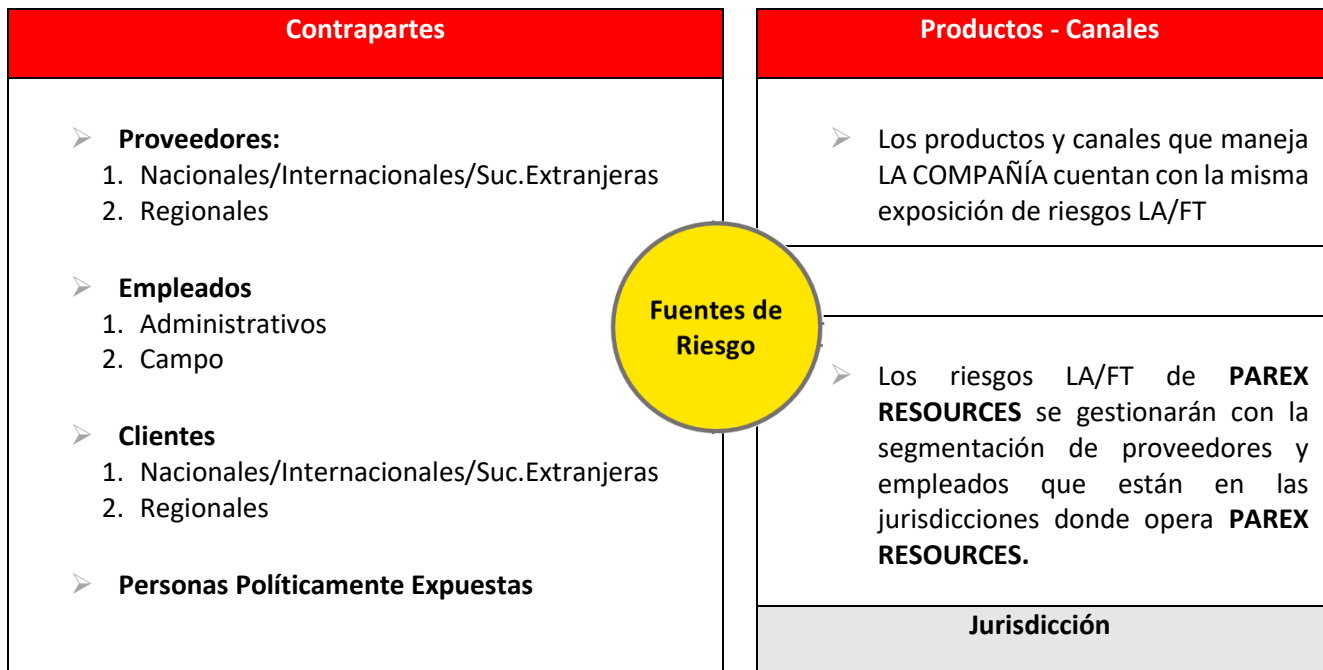 Contrapartes
➢ Proveedores:
1. Nacionales/Internacionales/Suc.Extranjeras
2. Regionales
➢ Empleados
1. Administrativos
2. Campo
➢ Clientes
1. Nacionales/Internacionales/Suc.Extranjeras
2. Regionales
➢ Personas Políticamente Expuestas
Fuentes de
Riesgo
Productos - Canales
➢ Los productos y canales que maneja
LA COMPAÑÍA cuentan con la misma
exposición de riesgos LA/FT
➢ Los riesgos LA/FT de PAREX
RESOURCES se gestionarán con la
segmentación de proveedores y
empleados que están en las
jurisdicciones donde opera PAREX
RESOURCES.
Jurisdicción